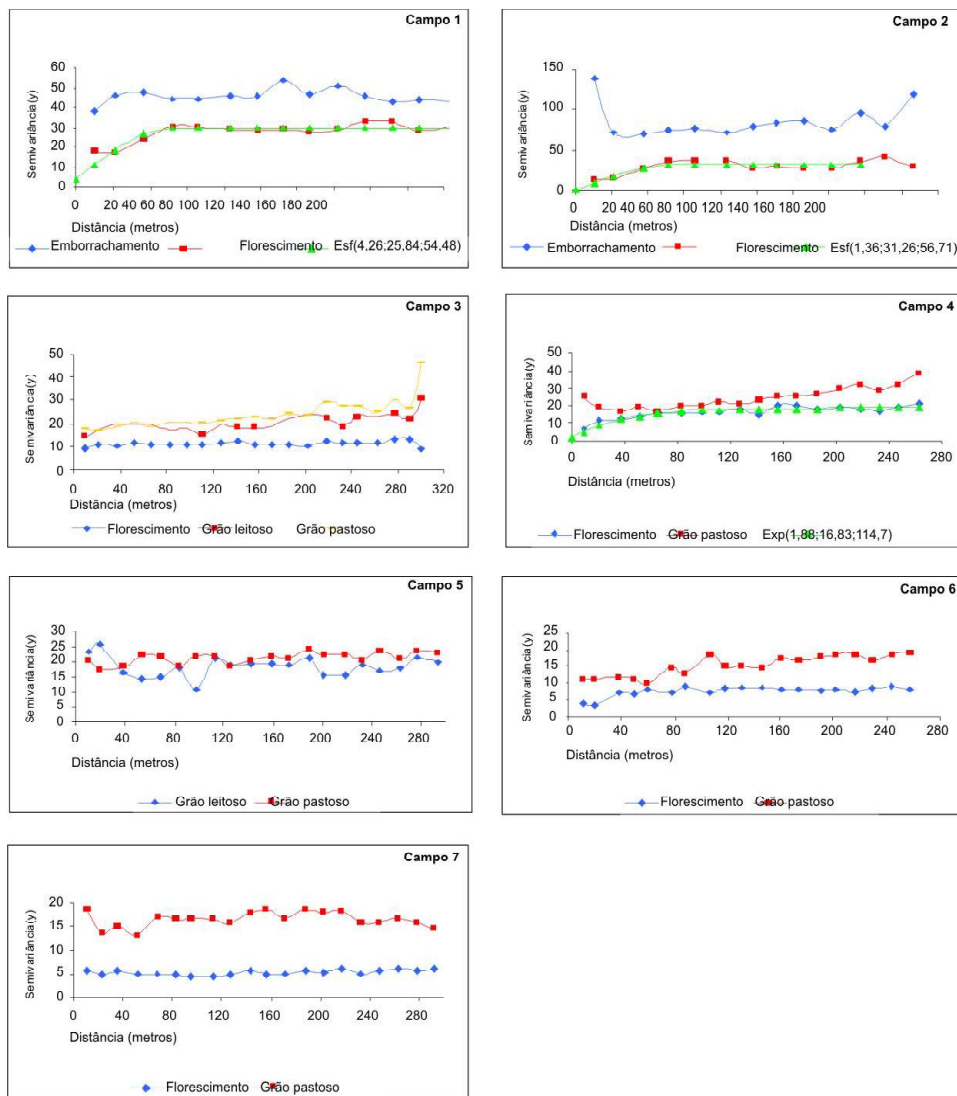 Campo 1
Semivariância(y)
60
50
40
30
20
10
0
0 20 40 60 80 100 120 140 160 180 200
Distância (metros)
Emborrachamento Florescimento Esf(4,26;25,84;54,48)
Campo 2
Semivariância(y)
150
100
50
0
0 20 40 60 80 100 120 140 160 180 200
Distância (metros)
Emborrachamento Florescimento Esf(1,36;31,26;56,71)
Campo 3
Semivariância(y)
50
40
30
20
10
0
0 40 80 120 160 200 240 280 320
Distância (metros)
Florescimento Grão leitoso Grão pastoso
Campo 4
Semivariância(y)
50
40
30
20
10
0
0 40 80 120 160 200 240 280
Distância (metros)
Florescimento Grão pastoso Exp(1,88;16,83;114,7)
Campo 5
Semivariância(y)
30
25
20
15
10
5
0
0 40 80 120 160 200 240 280
Distância (metros)
Grão leitoso Grão pastoso
Campo 6
Semivariância(y)
25
20
15
10
5
0
0 40 80 120 160 200 240 280
Distância (metros)
Florescimento Grão pastoso
Campo 7
Semivariância(y)
20
15
10
5
0
0 40 80 120 160 200 240 280
Distância (metros)
Florescimento Grão pastoso